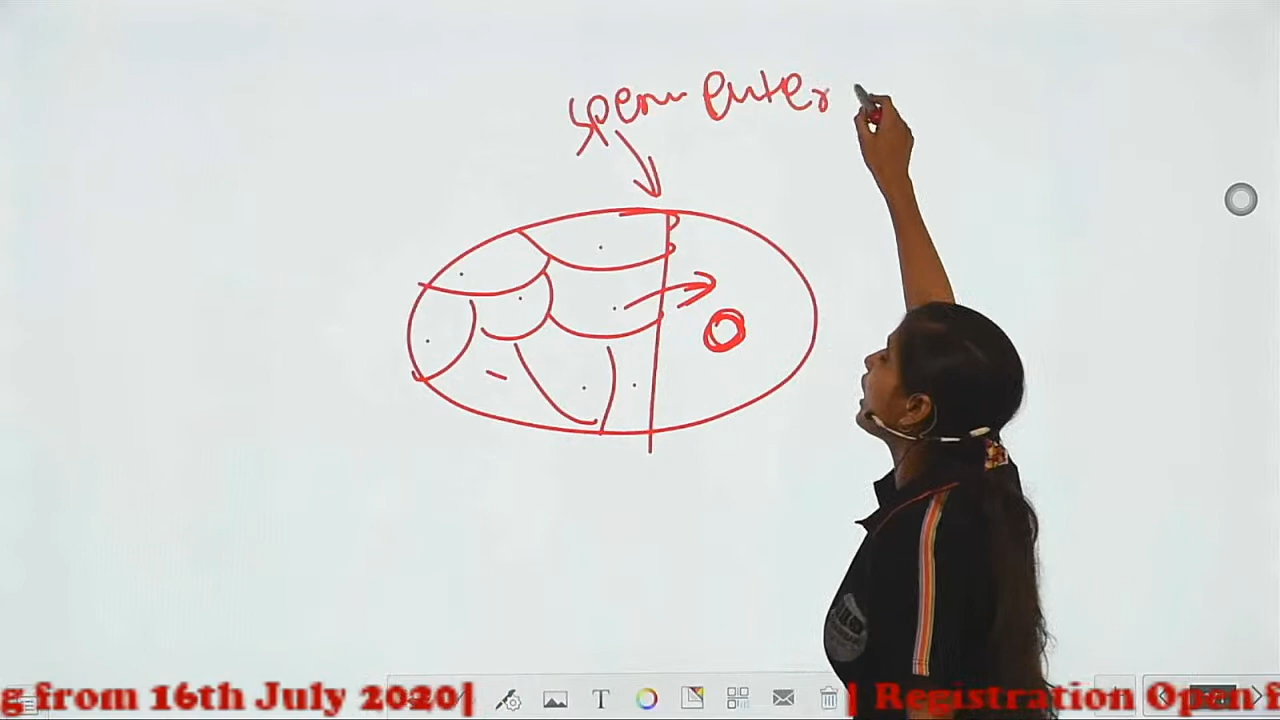 sperm enter
g from 16th July 2020| | Registration Open f
T